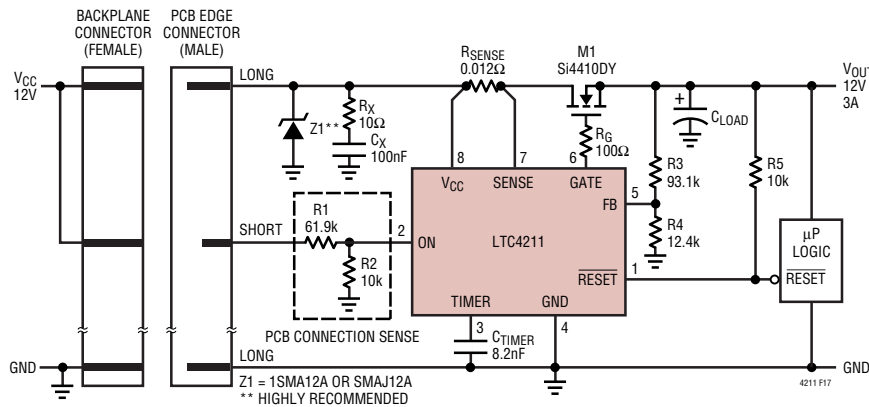 BACKPLANE
CONNECTOR
(FEMALE)
PCB EDGE
CONNECTOR
(MALE)
VCC
12V
LONG
Z1**
RX
10Ω
CX
100nF
RSENSE
0.012Ω
M1
Si4410DY
RG
100Ω
CLOAD
+
VOUT
12V
3A
R3
93.1k
R5
10k
8
7
6
VCC
SENSE
GATE
5
FB
R4
12.4k
SHORT
R1
61.9k
2
ON
LTC4211
R2
10k
RESET
1
µP
LOGIC
RESET
TIMER
GND
PCB CONNECTION SENSE
3
4
CTIMER
8.2nF
GND
LONG
GND
Z1 = 1SMA12A OR SMAJ12A
** HIGHLY RECOMMENDED
4211 F17